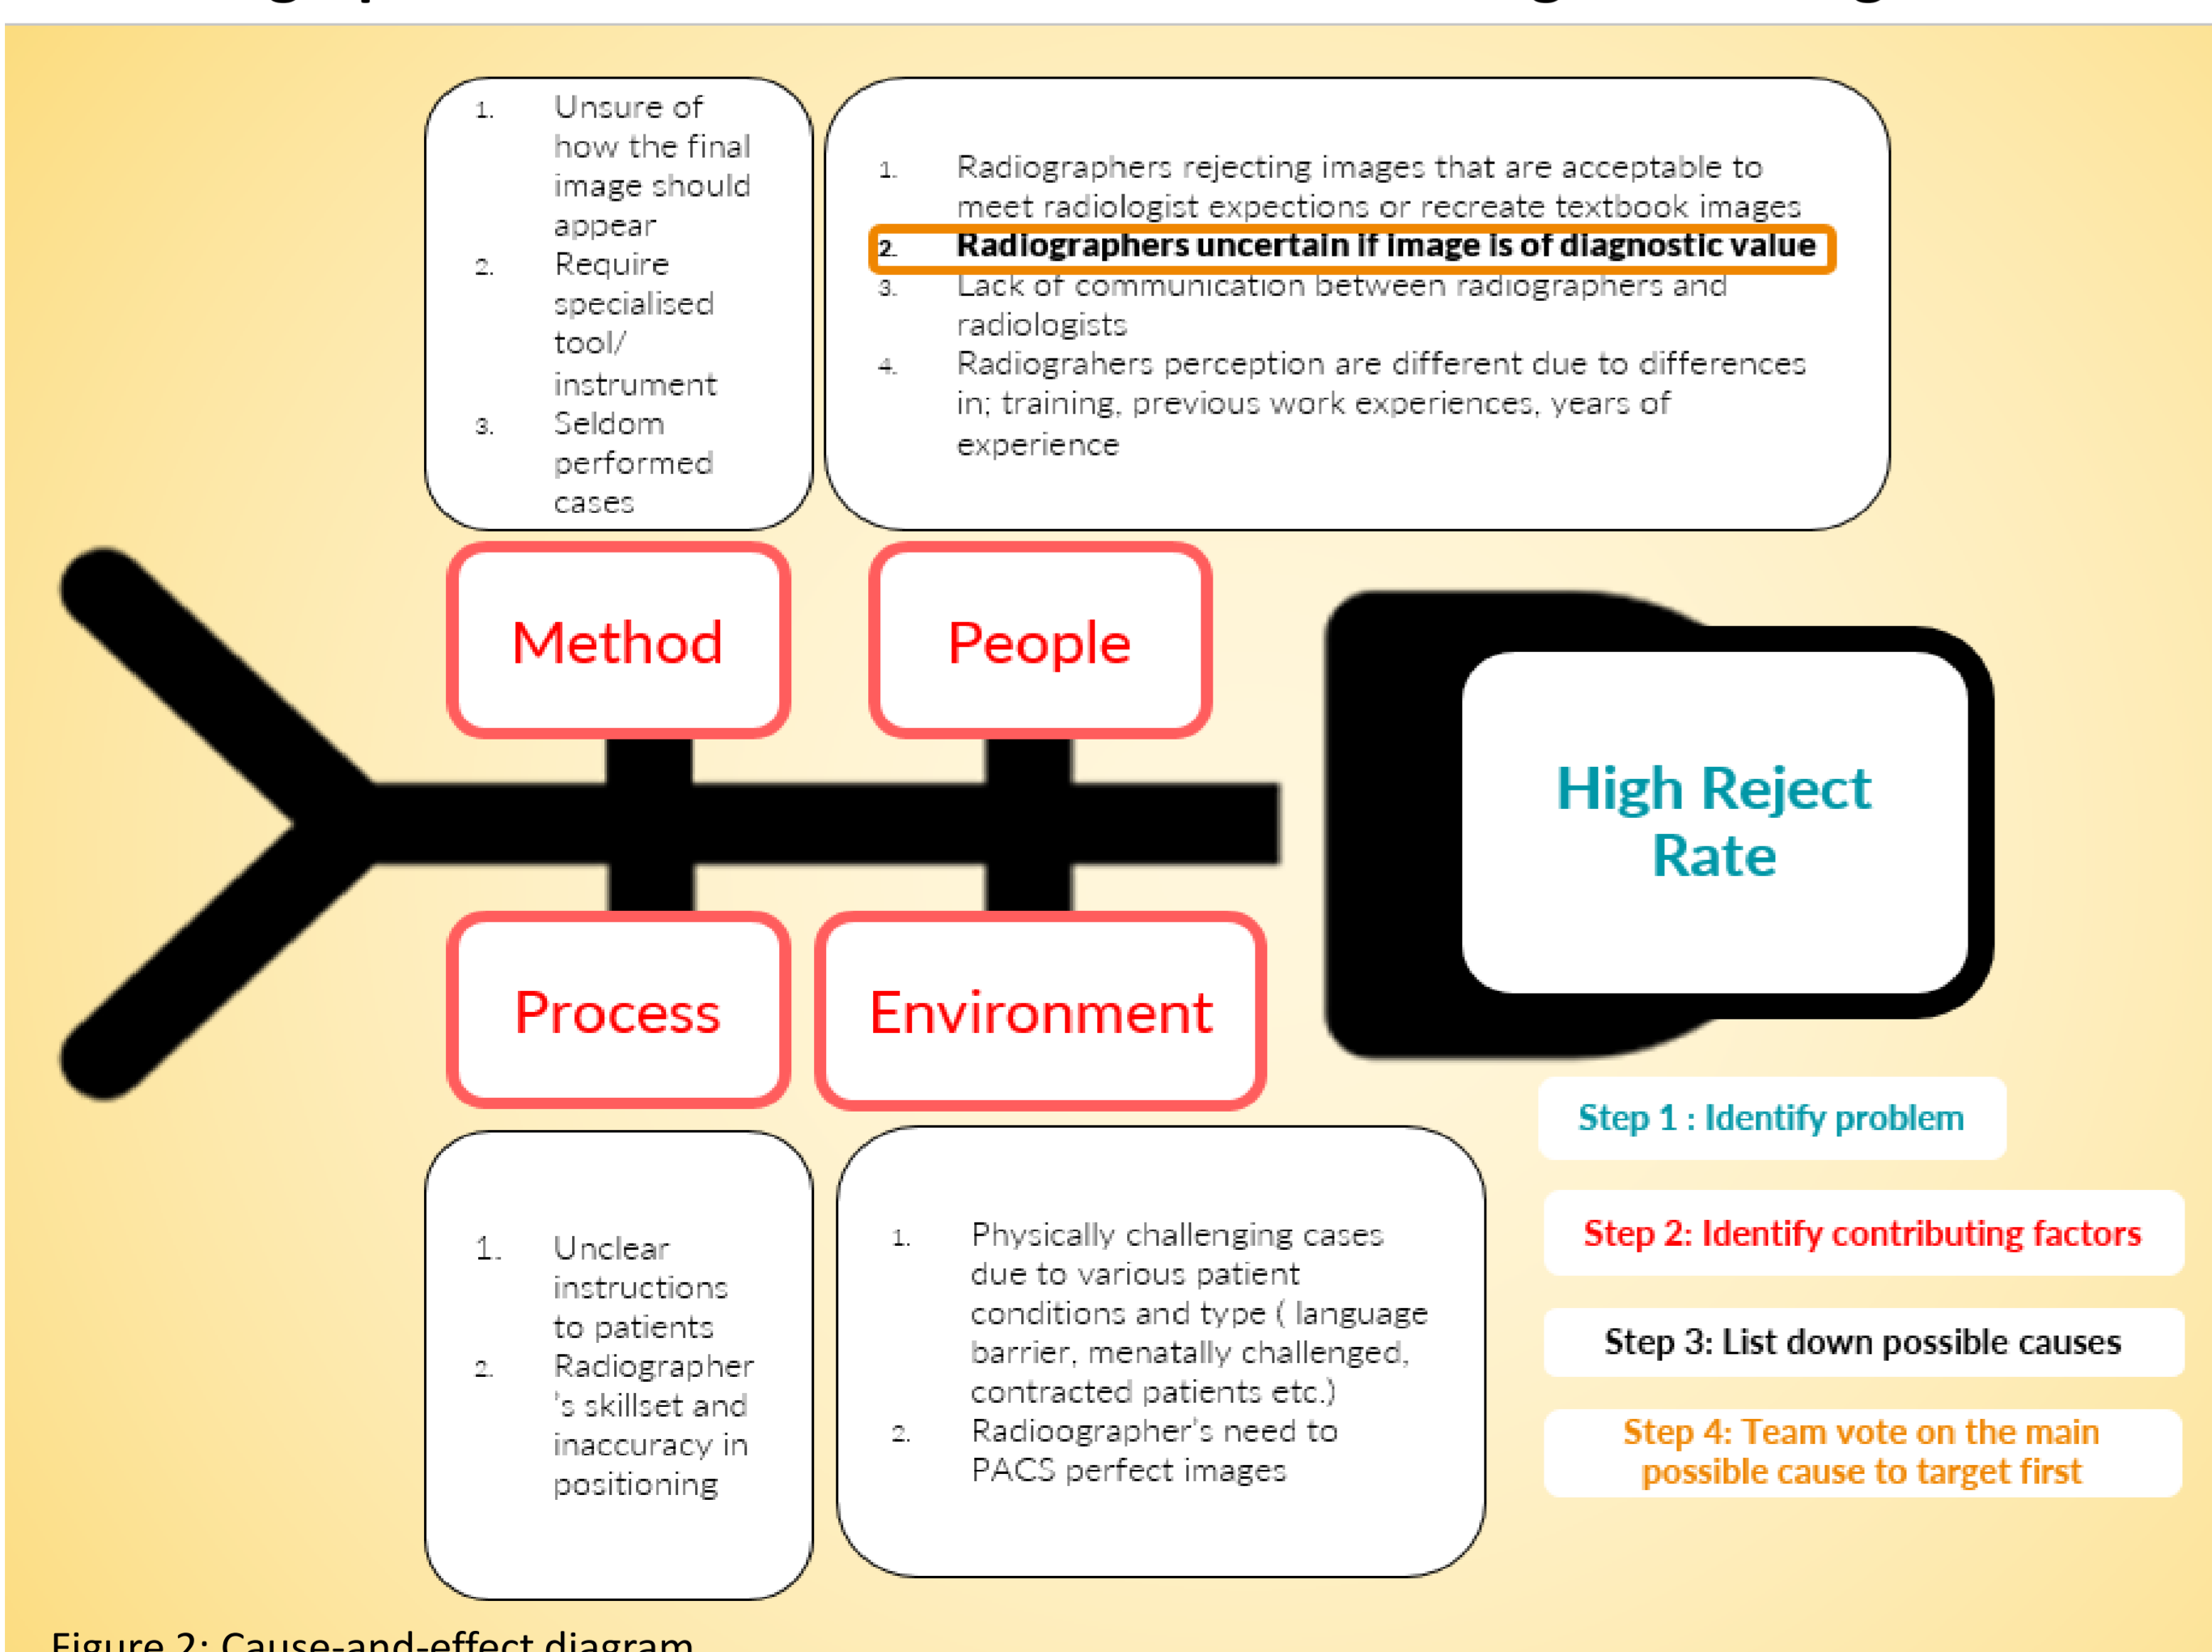 1. Unsure of
how the final
image should
appear
2. Require
specialised
tool/
instrument
3. Seldom
performed
cases
1. Radiographers rejecting images that are acceptable to
meet radiologist expections or recreate textbook images
2. Radiographers uncertain if image is of diagnostic value
3. Lack of communication between radiographers and
radiologists
4. Radiograhers perception are different due to differences
in; training, previous work experiences, years of
experience
Method
People
High Reject
Rate
Process
Environment
1. Unclear
instructions
to patients
2. Radiographer
's skillset and
inaccuracy in
positioning
1. Physically challenging cases
due to various patient
conditions and type ( language
barrier, menatally challenged,
contracted patients etc.)
2. Radioographer's need to
PACS perfect images
Step 1 : Identify problem
Step 2: Identify contributing factors
Step 3: List down possible causes
Step 4: Team vote on the main
possible cause to target first
Figure 2: Cause-and-effect diagram